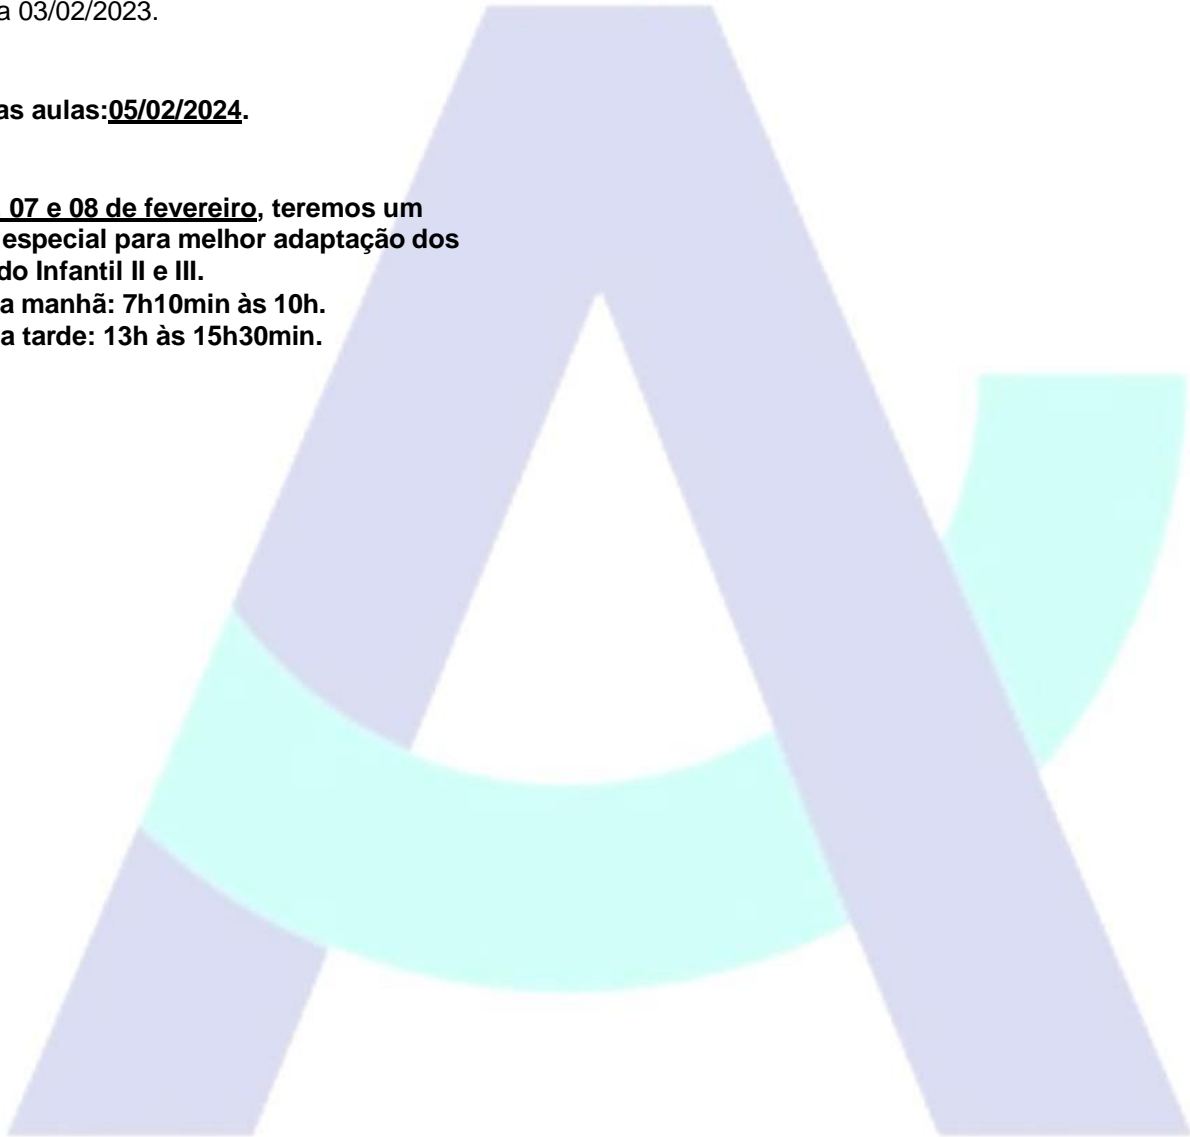 a 03/02/2023.
as aulas:05/02/2024.
07 e 08 de fevereiro, teremos um
especial para melhor adaptação dos
do Infantil II e III.
a manhã: 7h10min às 10h.
a tarde: 13h às 15h30min.